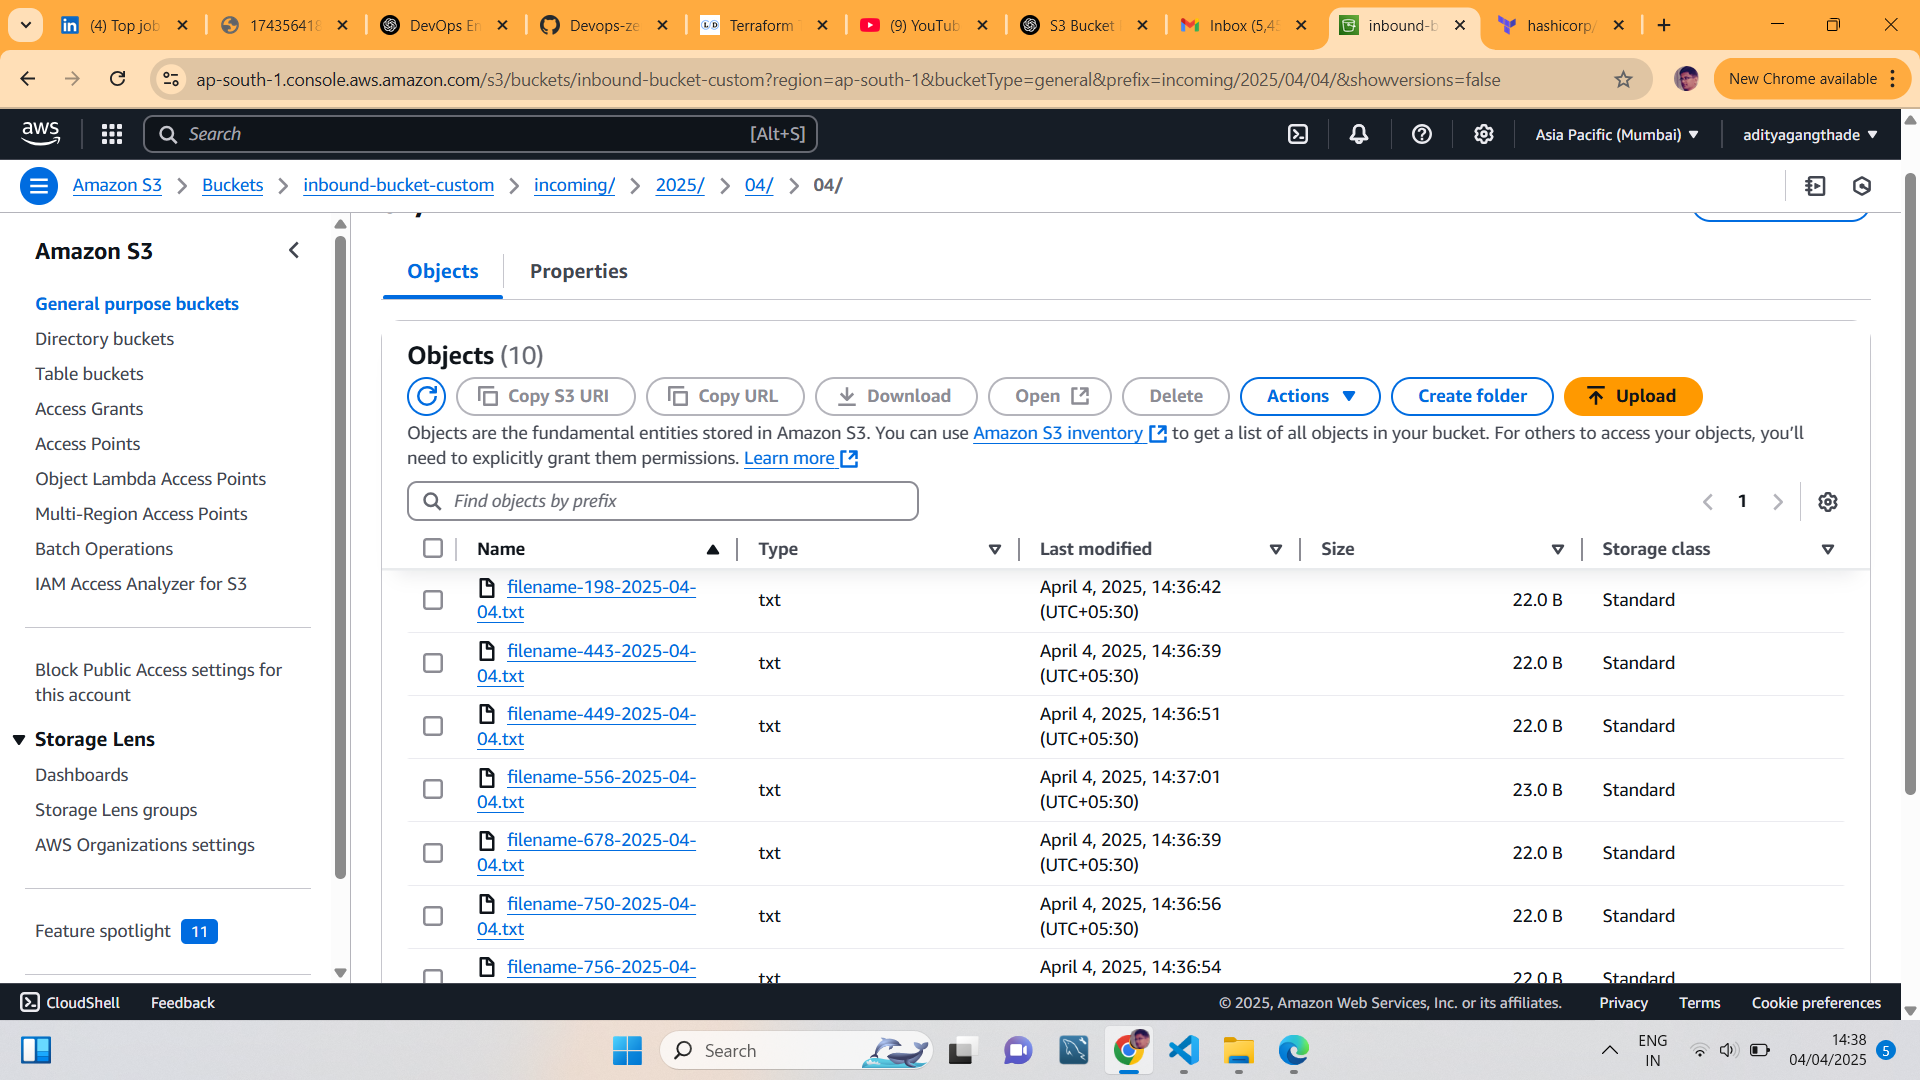 (4) Top job
174356418
DevOps En
Devops-ze
Terraform
(9) YouTub
S3 Bucket
Inbox (5,45
inbound-b
hashicorp/
ap-south-1.console.aws.amazon.com/s3/buckets/inbound-bucket-custom?region=ap-south-1&bucketType=general&prefix=incoming/2025/04/04/&showversions=false
New Chrome available
aws
Search
[Alt+S]
Asia Pacific (Mumbai)
adityagangthade
Amazon S3
Buckets
inbound-bucket-custom
incoming/
2025/
04/
04/
Amazon S3
General purpose buckets
Directory buckets
Table buckets
Access Grants
Access Points
Object Lambda Access Points
Multi-Region Access Points
Batch Operations
IAM Access Analyzer for S3
Block Public Access settings for
this account
Storage Lens
Dashboards
Storage Lens groups
AWS Organizations settings
Feature spotlight 11
Objects
Properties
Objects (10)
Copy S3 URI
Copy URL
Download
Open
Delete
Actions
Create folder
Upload
Objects are the fundamental entities stored in Amazon S3. You can use Amazon S3 inventory to get a list of all objects in your bucket. For others to access your objects, you’ll
need to explicitly grant them permissions. Learn more
Find objects by prefix
1
Name
Type
Last modified
Size
Storage class
filename-198-2025-04-
04.txt
txt
April 4, 2025, 14:36:42
(UTC+05:30)
22.0 B
Standard
filename-443-2025-04-
04.txt
txt
April 4, 2025, 14:36:39
(UTC+05:30)
22.0 B
Standard
filename-449-2025-04-
04.txt
txt
April 4, 2025, 14:36:51
(UTC+05:30)
22.0 B
Standard
filename-556-2025-04-
04.txt
txt
April 4, 2025, 14:37:01
(UTC+05:30)
23.0 B
Standard
filename-678-2025-04-
04.txt
txt
April 4, 2025, 14:36:39
(UTC+05:30)
22.0 B
Standard
filename-750-2025-04-
04.txt
txt
April 4, 2025, 14:36:56
(UTC+05:30)
22.0 B
Standard
filename-756-2025-04-
txt
April 4, 2025, 14:36:54
22.0 B
Standard
CloudShell
Feedback
© 2025, Amazon Web Services, Inc. or its affiliates.
Privacy
Terms
Cookie preferences
Search
ENG
IN
14:38
04/04/2025
5